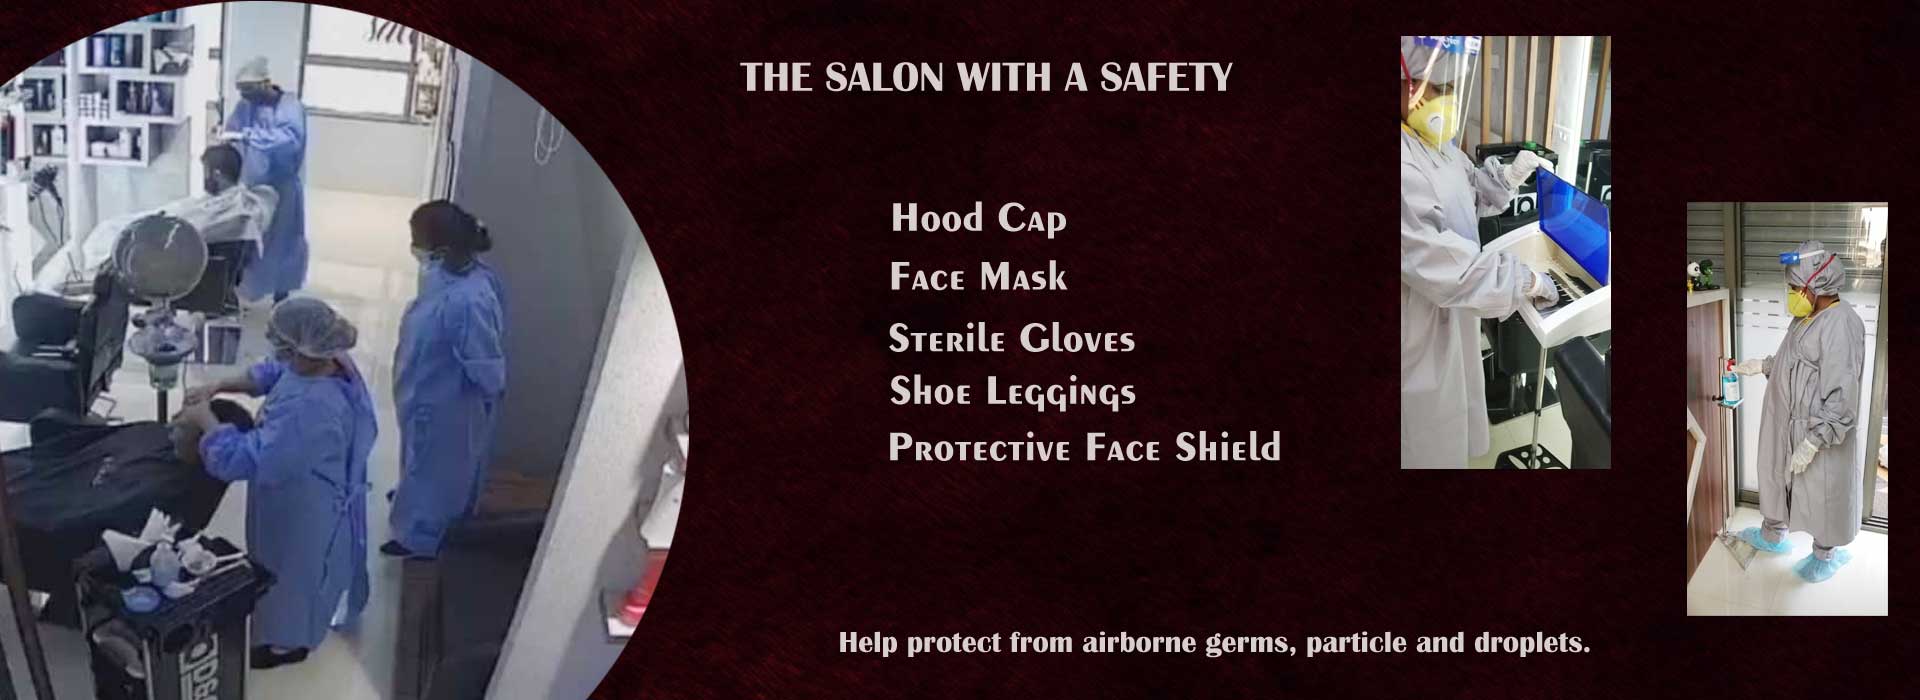 THE SALON WITH A SAFETY
Hood Cap
Face Mask
Sterile Gloves
Shoe Leggings
Protective Face Shield
Help protect from airborne germs, particle and droplets.